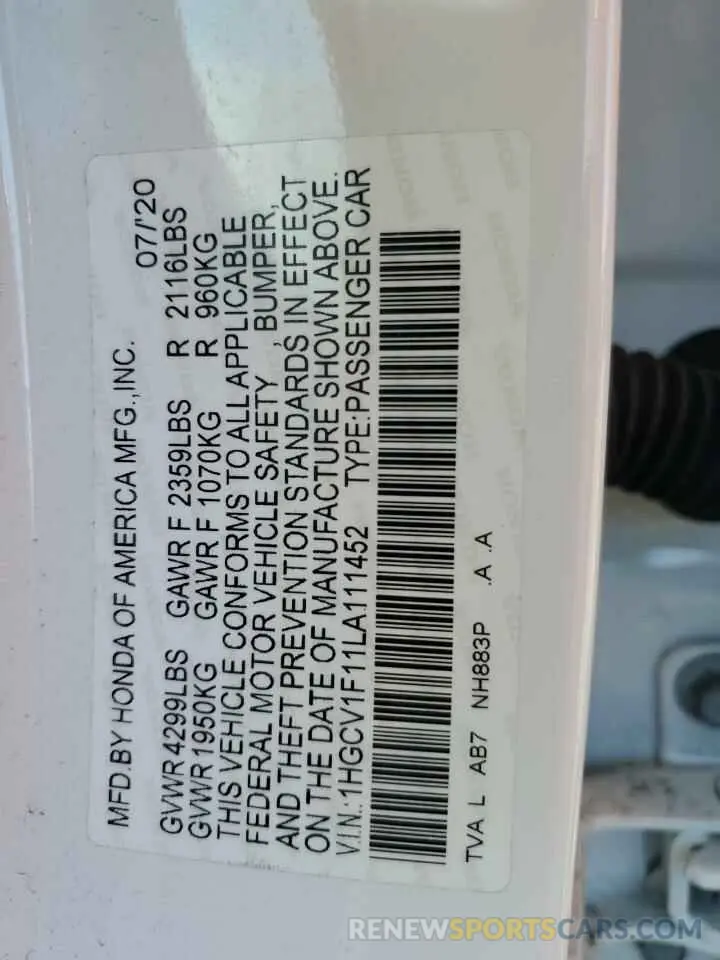 MFD.BY HONDA OF AMERICA MFG.,INC. 07/'20
GVWR 4299LBS GAWR F 2359LBS R 2116LBS
GVWR 1950KG GAWR F 1070KG R 960KG
THIS VEHICLE CONFORMS TO ALL APPLICABLE
FEDERAL MOTOR VEHICLE SAFETY , BUMPER,
AND THEFT PREVENTION STANDARDS IN EFFECT
ON THE DATE OF MANUFACTURE SHOWN ABOVE.
V.I.N.:1HGCV1F11LA111452 TYPE:PASSENGER CAR
TVA L AB7 NH883P .A .A
RENEWSPORTSCARS.COM